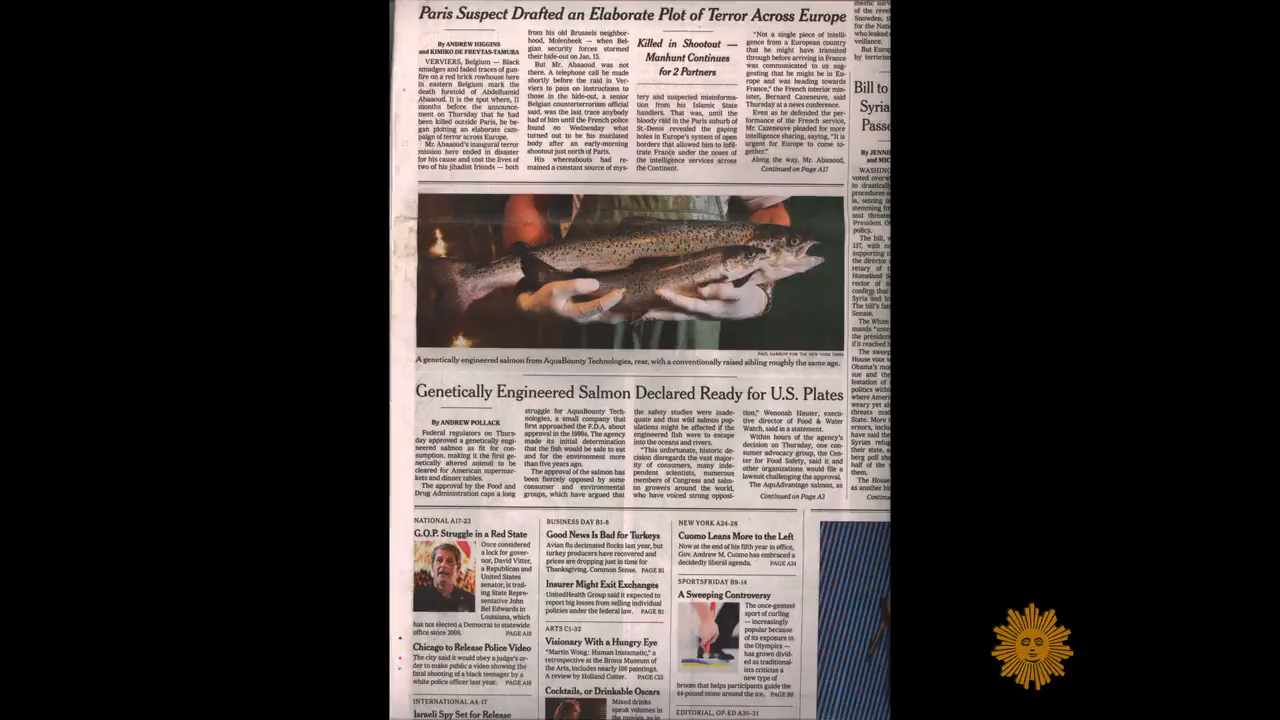 Paris Suspect Drafted an Elaborate Plot of Terror Across Europe
By ANDREW HIGGINS
and KIMIKO DE FREYTAS-TAMURA
VERVIERS, Belgium — Black
smudges and faded traces of gun-
fire on a red brick rowhouse here
in eastern Belgium mark the
death foretold of Abdelhamid
Abaaoud. It is the spot where, 11
months before the announce-
ment on Thursday that he had
been killed outside Paris, he be-
gan plotting an elaborate cam-
paign of terror across Europe.
Mr. Abaaoud's inaugural terror
mission here ended in disaster
for his cause and cost the lives of
two of his jihadist friends — both
from his old Brussels neighbor-
hood, Molenbeek — when Bel-
gian security forces stormed
their hide-out on Jan. 15.
But Mr. Abaaoud was not
there. A telephone call he made
shortly before the raid in Ver-
viers to pass on instructions to
those in the hide-out, a senior
Belgian counterterrorism official
said, was the last trace anybody
had of him until the French police
found on Wednesday what
turned out to be his mutilated
body after an early-morning
shootout just north of Paris.
His whereabouts had re-
mained a constant source of mys-
Killed in Shootout —
Manhunt Continues
for 2 Partners
tery and suspected misinforma-
tion from his Islamic State
handlers. That was, until the
bloody raid in the Paris suburb of
St.-Denis revealed the gaping
holes in Europe's system of open
borders that allowed him to infil-
trate France under the noses of
the intelligence services across
the Continent.
"Not a single piece of intelli-
gence from a European country
that he might have transited
through before arriving in France
was communicated to us sug-
gesting that he might be in Eu-
rope and was heading towards
France," the French interior min-
ister, Bernard Cazeneuve, said
Thursday at a news conference.
Even as he defended the per-
formance of the French service,
Mr. Cazeneuve pleaded for more
intelligence sharing, saying, "It is
urgent for Europe to come to-
gether."
Along the way, Mr. Abaaoud,
Continued on Page A17
PAUL DARROW FOR THE NEW YORK TIMES
A genetically engineered salmon from AquaBounty Technologies, rear, with a conventionally raised sibling roughly the same age.
Genetically Engineered Salmon Declared Ready for U.S. Plates
By ANDREW POLLACK
Federal regulators on Thurs-
day approved a genetically engi-
neered salmon as fit for con-
sumption, making it the first ge-
netically altered animal to be
cleared for American supermar-
kets and dinner tables.
The approval by the Food and
Drug Administration caps a long
struggle for AquaBounty Tech-
nologies, a small company that
first approached the F.D.A. about
approval in the 1990s. The agency
made its initial determination
that the fish would be safe to eat
and for the environment more
than five years ago.
The approval of the salmon has
been fiercely opposed by some
consumer and environmental
groups, which have argued that
the safety studies were inade-
quate and that wild salmon pop-
ulations might be affected if the
engineered fish were to escape
into the oceans and rivers.
"This unfortunate, historic de-
cision disregards the vast major-
ity of consumers, many inde-
pendent scientists, numerous
members of Congress and salm-
on growers around the world,
who have voiced strong opposi-
tion," Wenonah Hauter, execu-
tive director of Food & Water
Watch, said in a statement.
Within hours of the agency's
decision on Thursday, one con-
sumer advocacy group, the Cen-
ter for Food Safety, said it and
other organizations would file a
lawsuit challenging the approval.
The AquAdvantage salmon, as
Continued on Page A3
Bill to
Syria
Passe
NATIONAL A17-23
G.O.P. Struggle in a Red State
Once considered
a lock for gover-
nor, David Vitter,
a Republican and
United States
senator, is trail-
ing State Repre-
sentative John
Bel Edwards in
Louisiana, which
has not elected a Democrat to statewide
office since 2008. PAGE A18
Chicago to Release Police Video
The city said it would obey a judge's or-
der to make public a video showing the
fatal shooting of a black teenager by a
white police officer last year. PAGE A18
INTERNATIONAL A4-17
Israeli Spy Set for Release
BUSINESS DAY B1-8
Good News Is Bad for Turkeys
Avian flu decimated flocks last year, but
turkey producers have recovered and
prices are dropping just in time for
Thanksgiving. Common Sense. PAGE B1
Insurer Might Exit Exchanges
UnitedHealth Group said it expected to
report big losses from selling individual
policies under the federal law. PAGE B1
ARTS C1-32
Visionary With a Hungry Eye
"Martin Wong: Human Instamatic," a
retrospective at the Bronx Museum of
the Arts, includes nearly 100 paintings.
A review by Holland Cotter. PAGE C23
Cocktails, or Drinkable Oscars
Mixed drinks
speak volumes in
the movies, as in
NEW YORK A24-28
Cuomo Leans More to the Left
Now at the end of his fifth year in office,
Gov. Andrew M. Cuomo has embraced a
decidedly liberal agenda. PAGE A24
SPORTSFRIDAY B9-14
A Sweeping Controversy
The once-genteel
sport of curling
— increasingly
popular because
of its exposure in
the Olympics —
has grown divid-
ed as tradition-
ists criticize a
new type of
broom that helps participants guide the
44-pound stone around the ice. PAGE B9
EDITORIAL, OP-ED A30-31